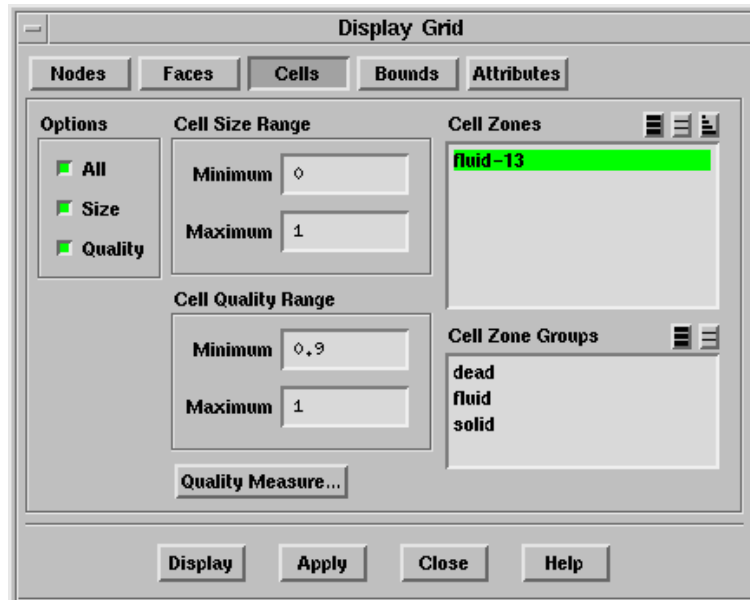 Display Grid
Nodes Faces Cells Bounds Attributes
Options
All
Size
Quality
Cell Size Range
Minimum 0
Maximum 1
Cell Quality Range
Minimum 0.9
Maximum 1
Quality Measure...
Cell Zones
fluid-13
Cell Zone Groups
dead
fluid
solid
Display Apply Close Help